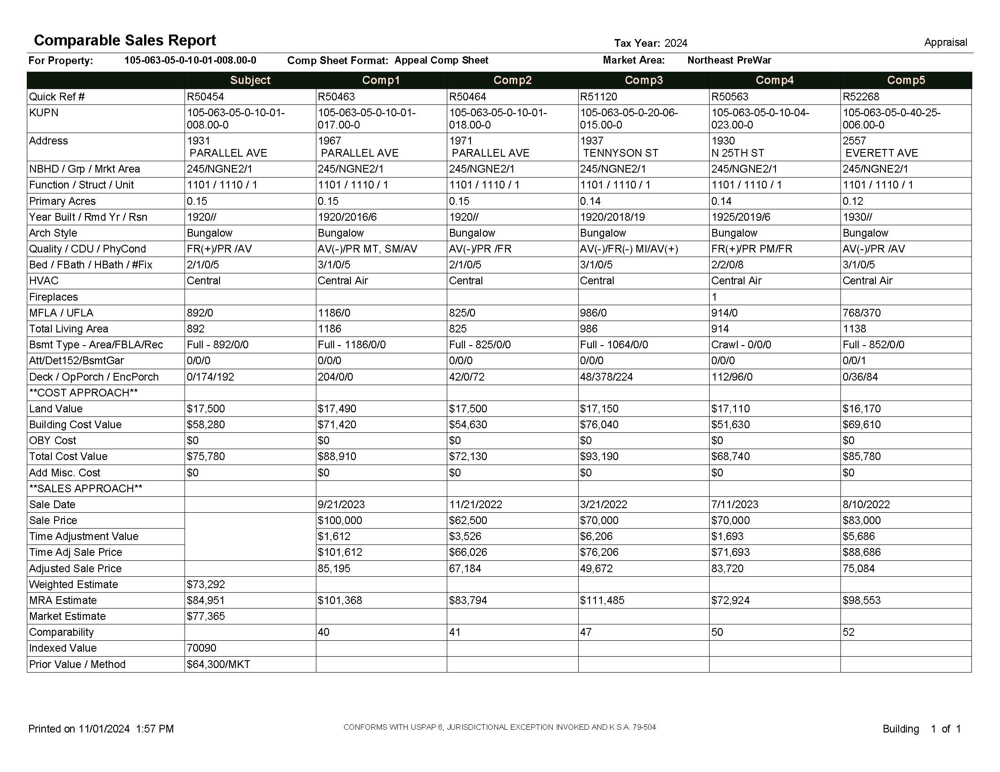 Comparable Sales Report
Tax Year: 2024
Appraisal
For Property: 105-063-05-0-10-01-008.00-0 Comp Sheet Format: Appeal Comp Sheet Market Area: Northeast PreWar
Subject Comp1 Comp2 Comp3 Comp4 Comp5
Quick Ref # R50454 R50463 R50464 R51120 R50563 R52268
KUPN 105-063-05-0-10-01- 105-063-05-0-10-01- 105-063-05-0-10-01- 105-063-05-0-20-06- 105-063-05-0-10-04- 105-063-05-0-40-25-
008.00-0 017.00-0 018.00-0 015.00-0 023.00-0 006.00-0
Address 1931 1967 1971 1937 1930 2557
PARALLEL AVE PARALLEL AVE PARALLEL AVE TENNYSON ST N 25TH ST EVERETT AVE
NBHD / Grp / Mrkt Area 245/NGNE2/1 245/NGNE2/1 245/NGNE2/1 245/NGNE2/1 245/NGNE2/1 245/NGNE2/1
Function / Struct / Unit 1101 / 1110 / 1 1101 / 1110 / 1 1101 / 1110 / 1 1101 / 1110 / 1 1101 / 1110 / 1 1101 / 1110 / 1
Primary Acres 0.15 0.15 0.15 0.14 0.14 0.12
Year Built / Rmd Yr / Rsn 1920// 1920/2016/6 1920// 1920/2018/19 1925/2019/6 1930//
Arch Style Bungalow Bungalow Bungalow Bungalow Bungalow Bungalow
Quality / CDU / PhyCond FR(+)/PR /AV AV(-)/PR MT, SM/AV AV(-)/PR /FR AV(-)/FR(-) MI/AV(+) FR(+)/PR PM/FR AV(-)/PR /AV
Bed / FBath / HBath / #Fix 2/1/0/5 3/1/0/5 2/1/0/5 3/1/0/5 2/2/0/8 3/1/0/5
HVAC Central Central Air Central Central Central Air Central Air
Fireplaces 1
MFLA / UFLA 892/0 1186/0 825/0 986/0 914/0 768/370
Total Living Area 892 1186 825 986 914 1138
Bsmt Type - Area/FBLA/Rec Full - 892/0/0 Full - 1186/0/0 Full - 825/0/0 Full - 1064/0/0 Crawl - 0/0/0 Full - 852/0/0
Att/Det152/BsmtGar 0/0/0 0/0/0 0/0/0 0/0/0 0/0/0 0/0/1
Deck / OpPorch / EncPorch 0/174/192 204/0/0 42/0/72 48/378/224 112/96/0 0/36/84
**COST APPROACH**
Land Value $17,500 $17,490 $17,500 $17,150 $17,110 $16,170
Building Cost Value $58,280 $71,420 $54,630 $76,040 $51,630 $69,610
OBY Cost $0 $0 $0 $0 $0 $0
Total Cost Value $75,780 $88,910 $72,130 $93,190 $68,740 $85,780
Add Misc. Cost $0 $0 $0 $0 $0 $0
**SALES APPROACH**
Sale Date 9/21/2023 11/21/2022 3/21/2022 7/11/2023 8/10/2022
Sale Price $100,000 $62,500 $70,000 $70,000 $83,000
Time Adjustment Value $1,612 $3,526 $6,206 $1,693 $5,686
Time Adj Sale Price $101,612 $66,026 $76,206 $71,693 $88,686
Adjusted Sale Price 85,195 67,184 49,672 83,720 75,084
Weighted Estimate $73,292
MRA Estimate $84,951 $101,368 $83,794 $111,485 $72,924 $98,553
Market Estimate $77,365
Comparability 40 41 47 50 52
Indexed Value 70090
Prior Value / Method $64,300/MKT
Printed on 11/01/2024 1:57 PM
CONFORMS WITH USPAP 6, JURISDICTIONAL EXCEPTION INVOKED AND K.S.A. 79-504
Building 1 of 1